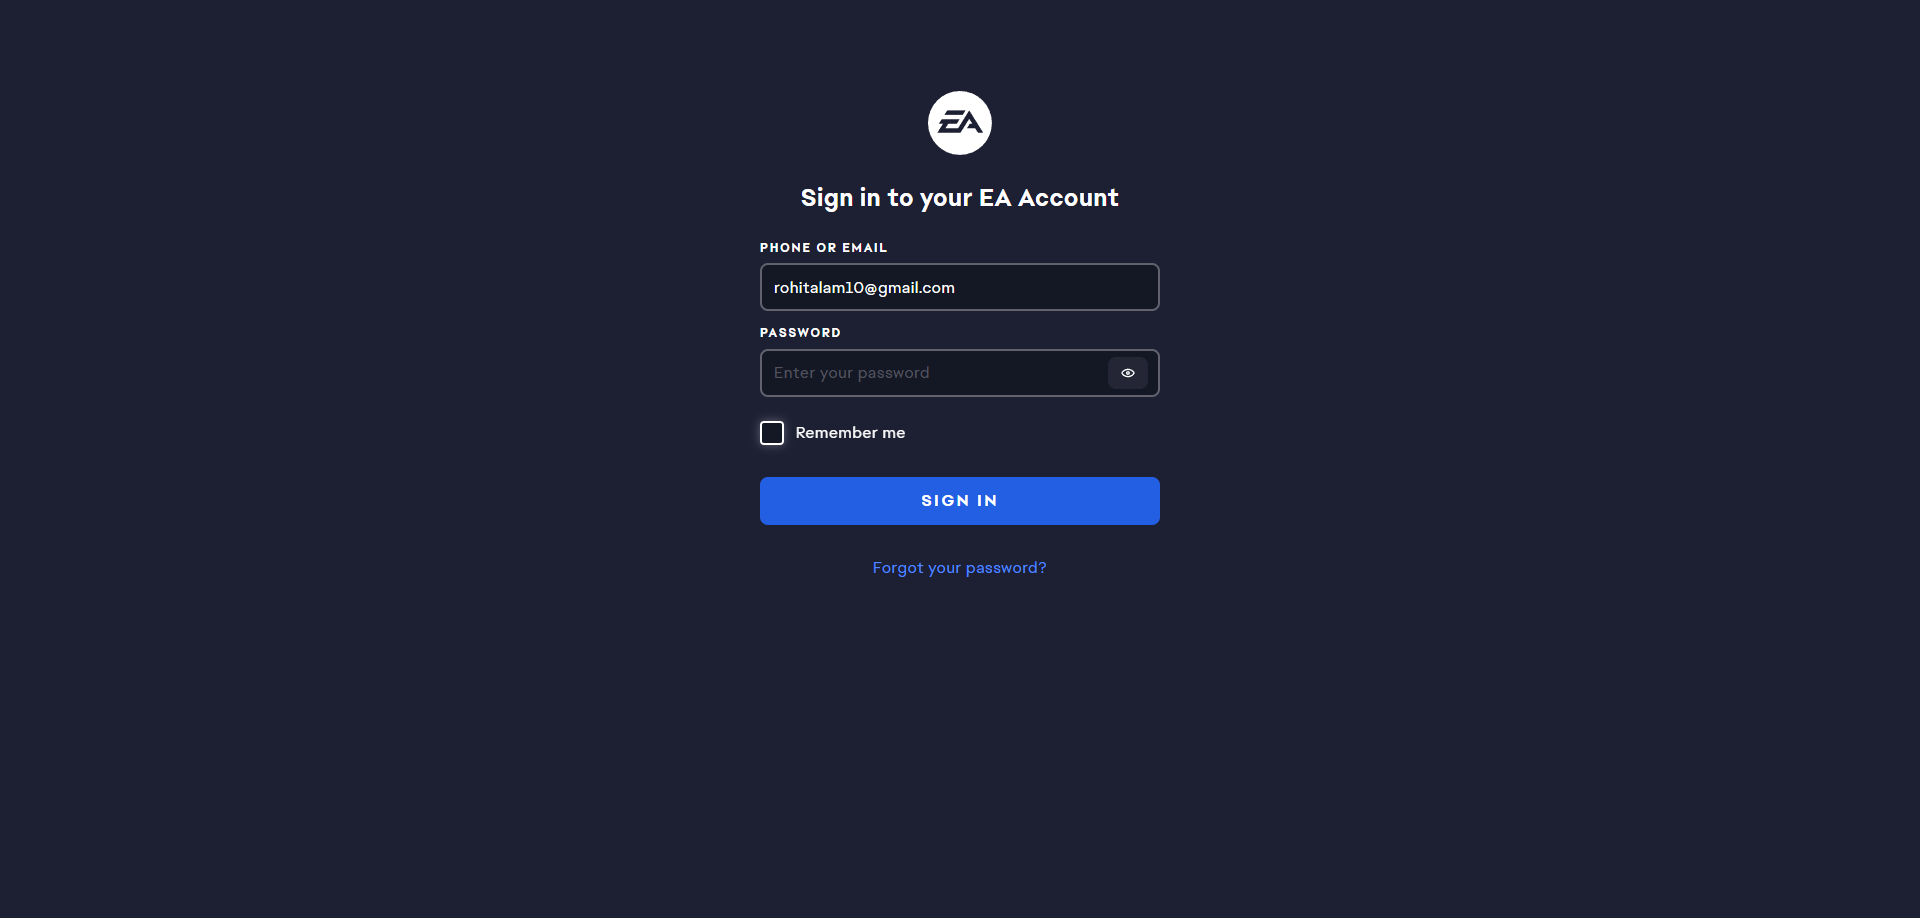 EA
Sign in to your EA Account
PHONE OR EMAIL
rohitalam10@gmail.com
PASSWORD
Enter your password
Remember me
SIGN IN
Forgot your password?